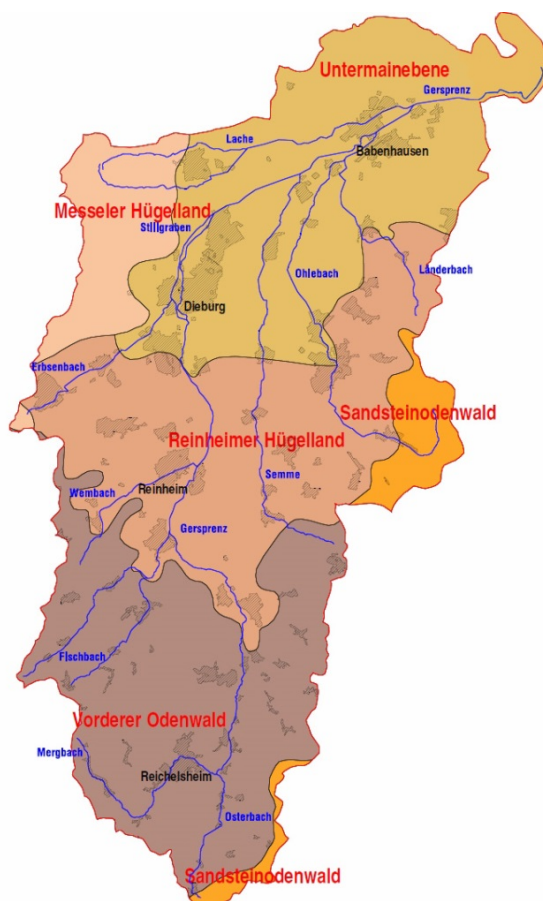 Untermainebene
Gersprenz
Lache
Babenhausen
Messeler Hügelland
Stillgraben
Ohlebach
Länderbach
Dieburg
Erbsenbach
Sandsteinodenwald
Reinheimer Hügelland
Semme
Wembach
Reinheim
Gersprenz
Fischbach
Vorderer Odenwald
Mergbach
Reichelsheim
Osterbach
Sandsteinodenwald